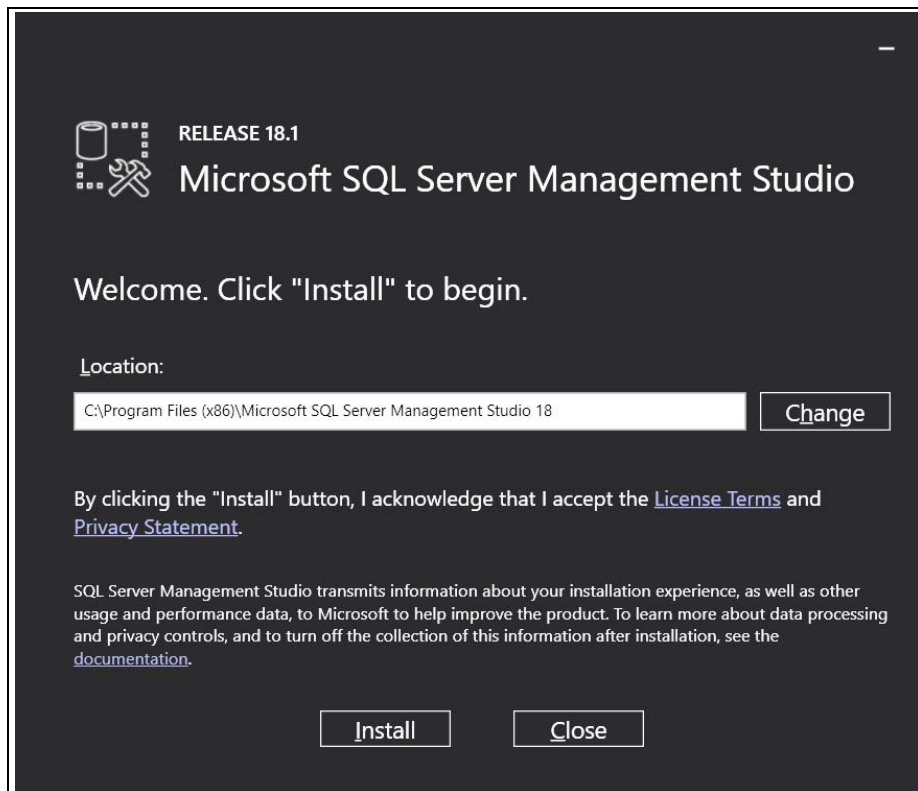 RELEASE 18.1
Microsoft SQL Server Management Studio
Welcome. Click "Install" to begin.
Location:
C:\Program Files (x86)\Microsoft SQL Server Management Studio 18
Change
By clicking the "Install" button, I acknowledge that I accept the License Terms and
Privacy Statement.
SQL Server Management Studio transmits information about your installation experience, as well as other
usage and performance data, to Microsoft to help improve the product. To learn more about data processing
and privacy controls, and to turn off the collection of this information after installation, see the
documentation.
Install Close